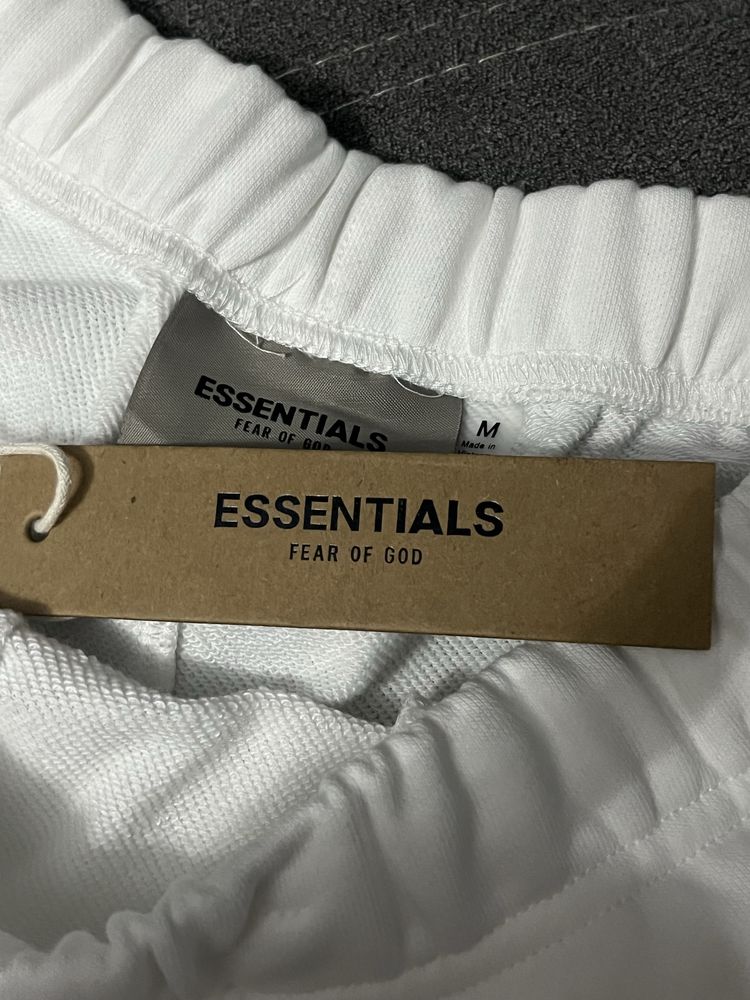 ESSENTIALS
FEAR OF GOD
M
Made in
ESSENTIALS
FEAR OF GOD